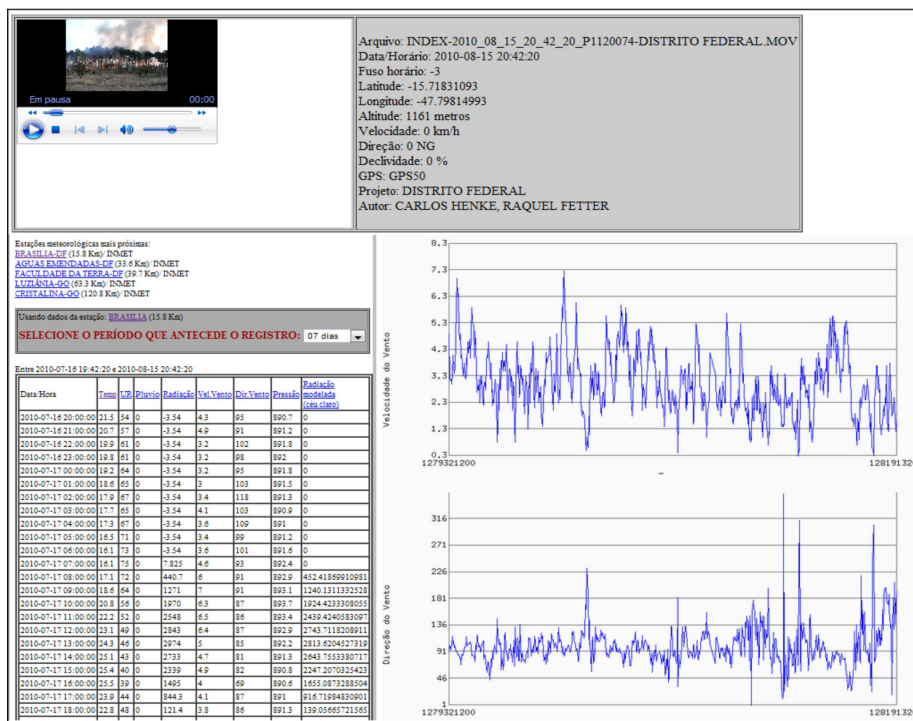 Em pausa 00:00
Arquivo: INDEX-2010_08_15_20_42_20_P1120074-DISTRITO FEDERAL.MOV
Data/Horário: 2010-08-15 20:42:20
Fuso horário: -3
Latitude: -15.71831093
Longitude: -47.79814993
Altitude: 1161 metros
Velocidade: 0 km/h
Direção: 0 NG
Declividade: 0 %
GPS: GPS50
Projeto: DISTRITO FEDERAL
Autor: CARLOS HENKE, RAQUEL FETTER
Estações meteorológicas mais próximas:
BRASILIA-DF (15.8 Km)/ INMET
AGUAS EMENDADAS-DF (33.6 Km)/ INMET
FACULDADE DA TERRA-DF (39.7 Km)/ INMET
LUZIÂNIA-GO (63.3 Km)/ INMET
CRISTALINA-GO (120.8 Km)/ INMET
Usando dados da estação: BRASILIA (15.8 Km)
SELECIONE O PERÍODO QUE ANTECEDE O REGISTRO: 07 dias
Entre 2010-07-16 19:42:20 e 2010-08-15 20:42:20
Data/Hora Temp UR Pluvio Radiação Vel.Vento Dir.Vento Pressão Radiação modelada (céu claro)
2010-07-16 20:00:00 21.5 54 0 -3.54 4.3 95 890.7 0
2010-07-16 21:00:00 20.7 57 0 -3.54 4.9 91 891.2 0
2010-07-16 22:00:00 19.9 61 0 -3.54 3.2 102 891.8 0
2010-07-16 23:00:00 19.8 61 0 -3.54 3.2 98 892 0
2010-07-17 00:00:00 19.2 64 0 -3.54 3.2 95 891.8 0
2010-07-17 01:00:00 18.6 65 0 -3.54 3 103 891.5 0
2010-07-17 02:00:00 17.9 67 0 -3.54 3.4 118 891.3 0
2010-07-17 03:00:00 17.7 65 0 -3.54 4.1 103 890.9 0
2010-07-17 04:00:00 17.3 67 0 -3.54 3.6 109 891 0
2010-07-17 05:00:00 16.5 71 0 -3.54 3.4 99 891.2 0
2010-07-17 06:00:00 16.1 73 0 -3.54 3.6 101 891.6 0
2010-07-17 07:00:00 16.1 75 0 7.825 4.6 93 892.4 0
2010-07-17 08:00:00 17.1 72 0 440.7 6 91 892.9 452.41869910981
2010-07-17 09:00:00 18.6 64 0 1271 7 91 893.1 1240.1311332528
2010-07-17 10:00:00 20.8 56 0 1970 6.3 87 893.7 1924.4233308055
2010-07-17 11:00:00 22.2 52 0 2548 6.5 86 893.4 2439.4240583097
2010-07-17 12:00:00 23.1 49 0 2843 6.4 87 892.9 2743.7118208911
2010-07-17 13:00:00 24.3 46 0 2974 5 85 892.2 2813.6204527319
2010-07-17 14:00:00 25.1 43 0 2733 4.7 81 891.3 2643.7553380717
2010-07-17 15:00:00 25.4 40 0 2339 4.9 82 890.8 2247.2070325423
2010-07-17 16:00:00 25.5 39 0 1495 4 69 890.6 1655.0873288504
2010-07-17 17:00:00 23.9 44 0 844.3 4.1 87 891 916.71984830901
2010-07-17 18:00:00 22.8 48 0 121.4 3.8 86 891.3 139.05665721565
Velocidade do Vento
8.3
7.3
6.3
5.3
4.3
3.3
2.3
1.3
0.3
1279321200 128191320
Direção do Vento
316
271
226
181
136
91
46
1
1279321200 128191320